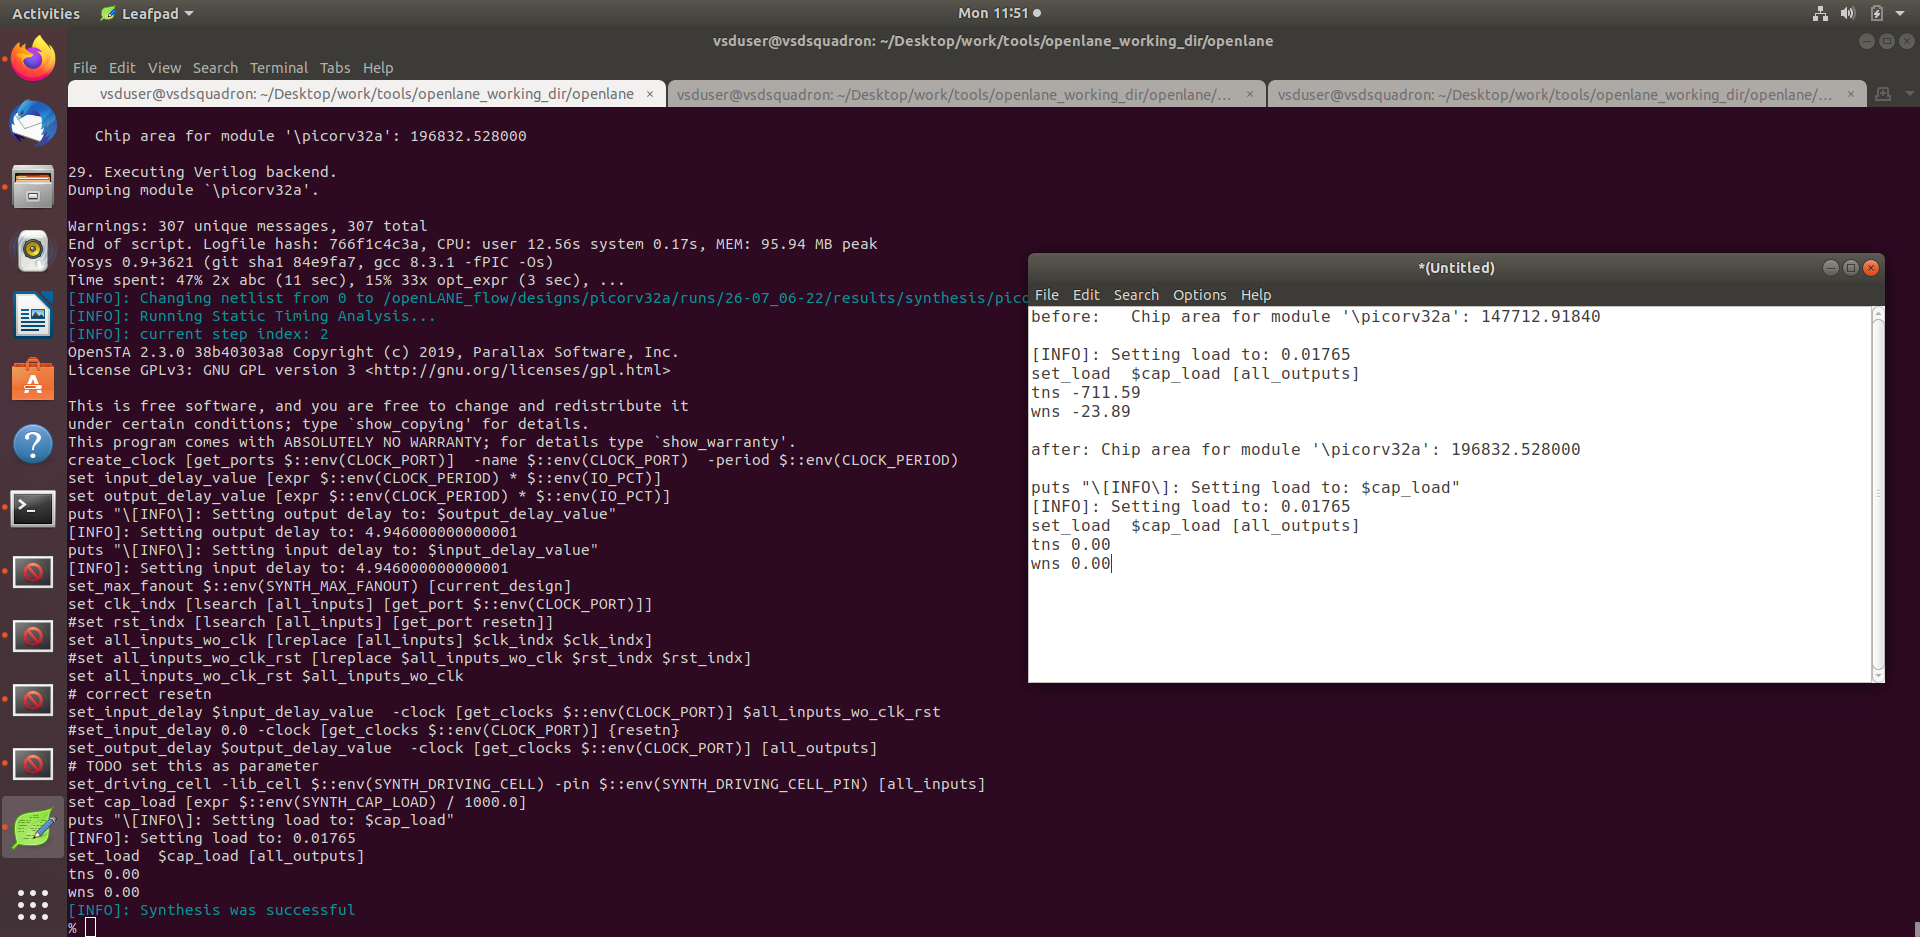 Activities
Leafpad
Mon 11:51
vsduser@vsdsquadron: ~/Desktop/work/tools/openlane_working_dir/openlane
File Edit View Search Terminal Tabs Help
vsduser@vsdsquadron: ~/Desktop/work/tools/openlane_working_dir/openlane ×
vsduser@vsdsquadron: ~/Desktop/work/tools/openlane_working_dir/openlane/... ×
vsduser@vsdsquadron: ~/Desktop/work/tools/openlane_working_dir/openlane/... ×
   Chip area for module '\picorv32a': 196832.528000
29. Executing Verilog backend.
Dumping module `\picorv32a'.
Warnings: 307 unique messages, 307 total
End of script. Logfile hash: 766f1c4c3a, CPU: user 12.56s system 0.17s, MEM: 95.94 MB peak
Yosys 0.9+3621 (git sha1 84e9fa7, gcc 8.3.1 -fPIC -Os)
Time spent: 47% 2x abc (11 sec), 15% 33x opt_expr (3 sec), ...
[INFO]: Changing netlist from 0 to /openLANE_flow/designs/picorv32a/runs/26-07_06-22/results/synthesis/pico
[INFO]: Running Static Timing Analysis...
[INFO]: current step index: 2
OpenSTA 2.3.0 38b40303a8 Copyright (c) 2019, Parallax Software, Inc.
License GPLv3: GNU GPL version 3 <http://gnu.org/licenses/gpl.html>
This is free software, and you are free to change and redistribute it
under certain conditions; type `show_copying' for details.
This program comes with ABSOLUTELY NO WARRANTY; for details type `show_warranty'.
create_clock [get_ports $::env(CLOCK_PORT)]  -name $::env(CLOCK_PORT)  -period $::env(CLOCK_PERIOD)
set input_delay_value [expr $::env(CLOCK_PERIOD) * $::env(IO_PCT)]
set output_delay_value [expr $::env(CLOCK_PERIOD) * $::env(IO_PCT)]
puts "\[INFO\]: Setting output delay to: $output_delay_value"
[INFO]: Setting output delay to: 4.946000000000001
puts "\[INFO\]: Setting input delay to: $input_delay_value"
[INFO]: Setting input delay to: 4.946000000000001
set_max_fanout $::env(SYNTH_MAX_FANOUT) [current_design]
set clk_indx [lsearch [all_inputs] [get_port $::env(CLOCK_PORT)]]
#set rst_indx [lsearch [all_inputs] [get_port resetn]]
set all_inputs_wo_clk [lreplace [all_inputs] $clk_indx $clk_indx]
#set all_inputs_wo_clk_rst [lreplace $all_inputs_wo_clk $rst_indx $rst_indx]
set all_inputs_wo_clk_rst $all_inputs_wo_clk
# correct resetn
set_input_delay $input_delay_value  -clock [get_clocks $::env(CLOCK_PORT)] $all_inputs_wo_clk_rst
#set_input_delay 0.0 -clock [get_clocks $::env(CLOCK_PORT)] {resetn}
set_output_delay $output_delay_value  -clock [get_clocks $::env(CLOCK_PORT)] [all_outputs]
# TODO set this as parameter
set_driving_cell -lib_cell $::env(SYNTH_DRIVING_CELL) -pin $::env(SYNTH_DRIVING_CELL_PIN) [all_inputs]
set cap_load [expr $::env(SYNTH_CAP_LOAD) / 1000.0]
puts "\[INFO\]: Setting load to: $cap_load"
[INFO]: Setting load to: 0.01765
set_load  $cap_load [all_outputs]
tns 0.00
wns 0.00
[INFO]: Synthesis was successful
%
*(Untitled)
File Edit Search Options Help
before:   Chip area for module '\picorv32a': 147712.91840
[INFO]: Setting load to: 0.01765
set_load  $cap_load [all_outputs]
tns -711.59
wns -23.89
after: Chip area for module '\picorv32a': 196832.528000
puts "\[INFO\]: Setting load to: $cap_load"
[INFO]: Setting load to: 0.01765
set_load  $cap_load [all_outputs]
tns 0.00
wns 0.00